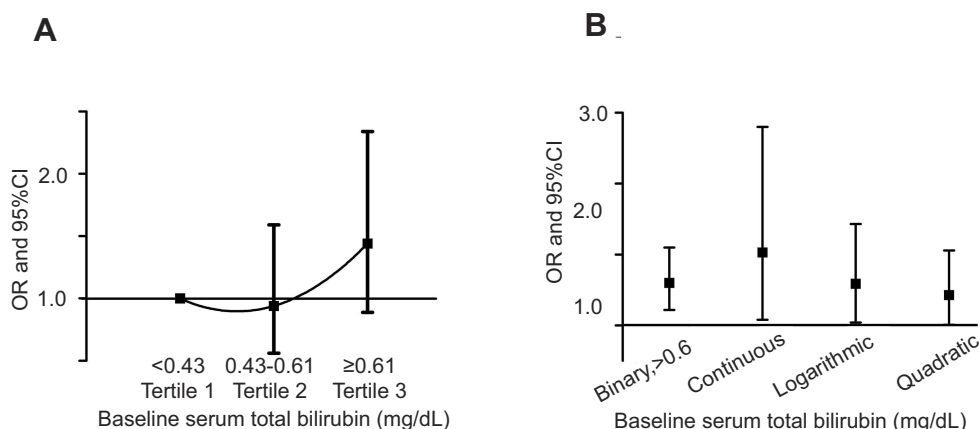 A
OR and 95%CI
2.0
1.0
<0.43
0.43-0.61
≥0.61
Tertile 1
Tertile 2
Tertile 3
Baseline serum total bilirubin (mg/dL)
B
OR and 95%CI
3.0
2.0
1.0
Binary,>0.6
Continuous
Logarithmic
Quadratic
Baseline serum total bilirubin (mg/dL)